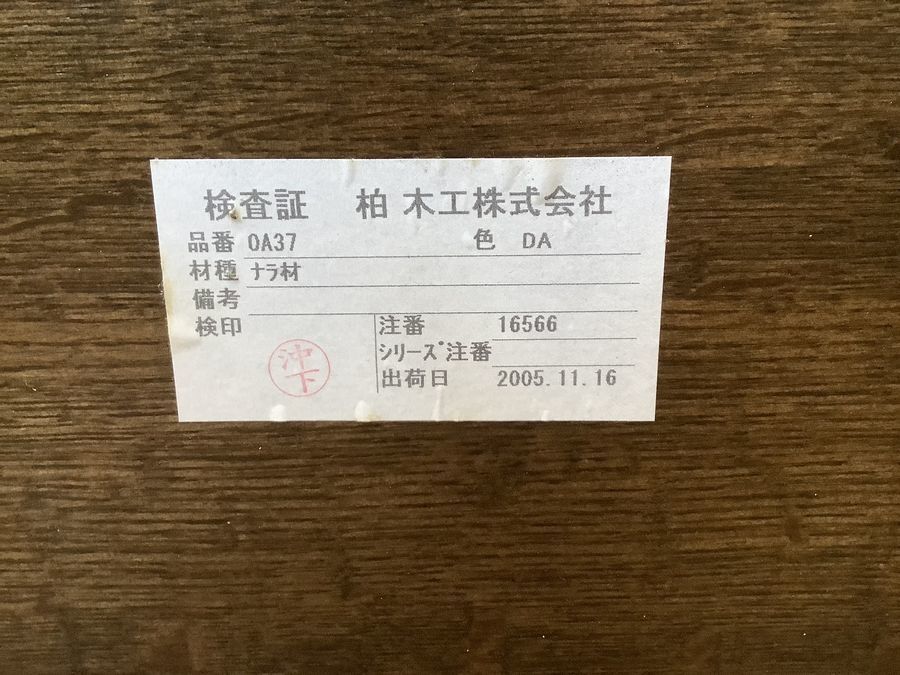 検査証 柏木工株式会社
品番 OA37 色 DA
材種 ﾅﾗ材
備考
検印 注番 16566
ｼﾘｰｽﾞ注番
沖下
出荷日 2005.11.16